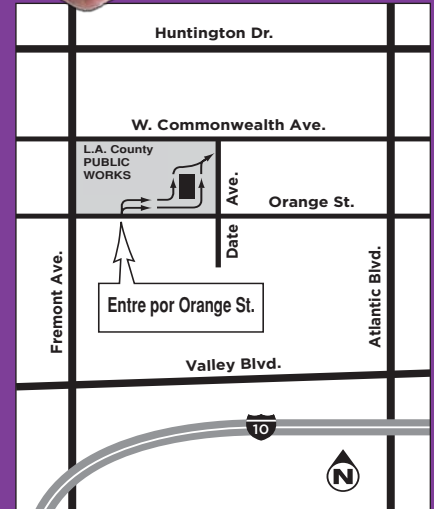 Huntington Dr.
W. Commonwealth Ave.
L.A. County
PUBLIC
WORKS
Orange St.
Date Ave.
Entre por Orange St.
Fremont Ave.
Atlantic Blvd.
Valley Blvd.
10
N